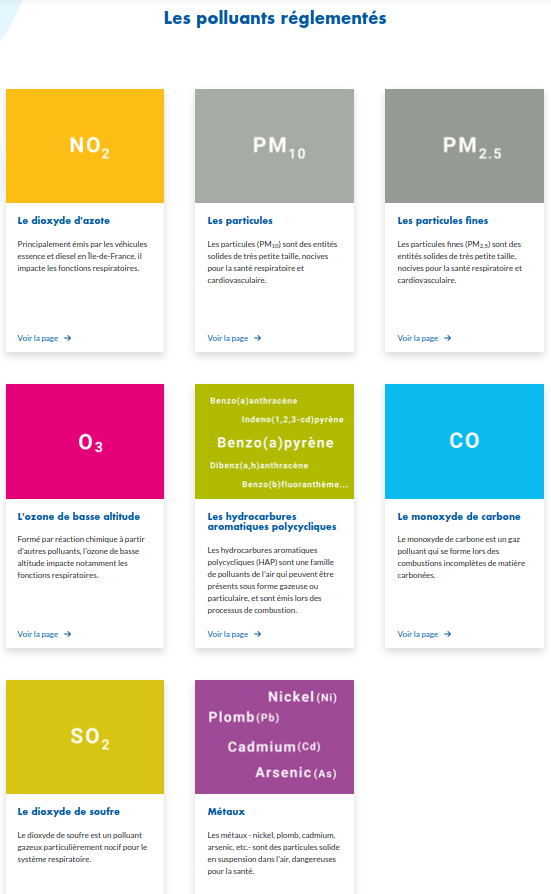 Les polluants réglementés
NO2
Le dioxyde d'azote
Principalement émis par les véhicules
essence et diesel en Île-de-France, il
impacte les fonctions respiratoires.
Voir la page →
PM10
Les particules
Les particules (PM10) sont des entités
solides de très petite taille, nocives
pour la santé respiratoire et
cardiovasculaire.
Voir la page →
PM2.5
Les particules fines
Les particules fines (PM2,5) sont des
entités solides de très petite taille,
nocives pour la santé respiratoire et
cardiovasculaire.
Voir la page →
O3
L'ozone de basse altitude
Formé par réaction chimique à partir
d'autres polluants, l'ozone de basse
altitude impacte notamment les
fonctions respiratoires.
Voir la page →
Benzo(a)anthracène
Indeno(1,2,3-cd)pyrène
Benzo(a)pyrène
Dibenz(a,h)anthracène
Benzo(b)fluoranthème...
Les hydrocarbures
aromatiques polycycliques
Les hydrocarbures aromatiques
polycycliques (HAP) sont une famille
de polluants de l'air qui peuvent être
présents sous forme gazeuse ou
particulaire, et sont émis lors des
processus de combustion.
Voir la page →
CO
Le monoxyde de carbone
Le monoxyde de carbone est un gaz
polluant qui se forme lors des
combustions incomplètes de matière
carbonées.
Voir la page →
SO2
Le dioxyde de soufre
Le dioxyde de soufre est un polluant
gazeux particulièrement nocif pour le
système respiratoire.
Nickel (Ni)
Plomb (Pb)
Cadmium (Cd)
Arsenic (As)
Métaux
Les métaux - nickel, plomb, cadmium,
arsenic, etc.- sont des particules solide
en suspension dans l'air, dangereuses
pour la santé.